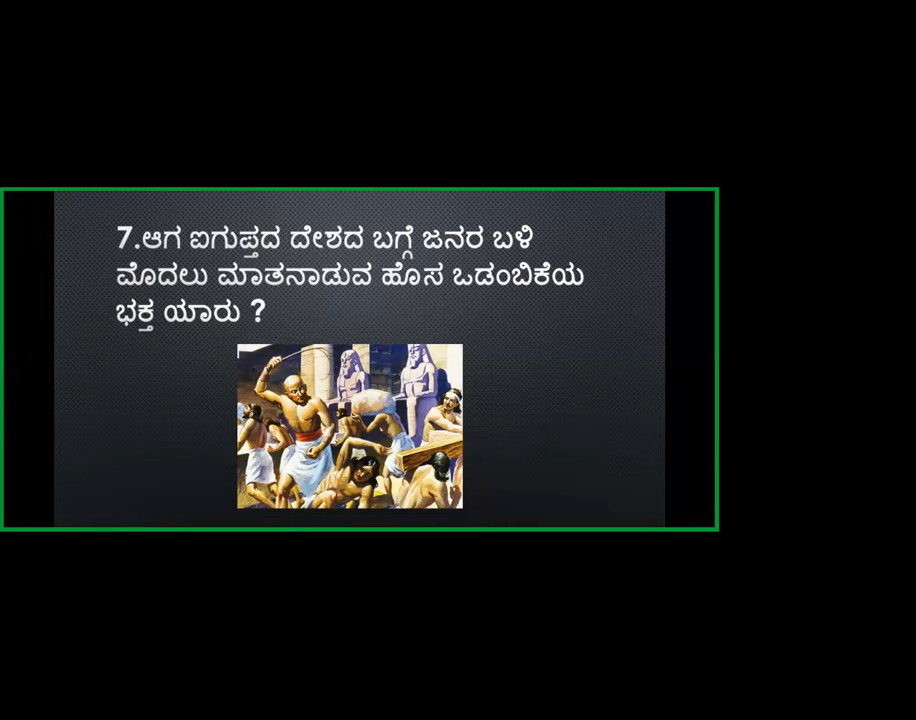 7.ಆಗ ಐಗುಪ್ತದ ದೇಶದ ಬಗ್ಗೆ ಜನರ ಬಳಿ
ಮೊದಲು ಮಾತನಾಡುವ ಹೊಸ ಒಡಂಬಿಕೆಯ
ಭಕ್ತ ಯಾರು ?